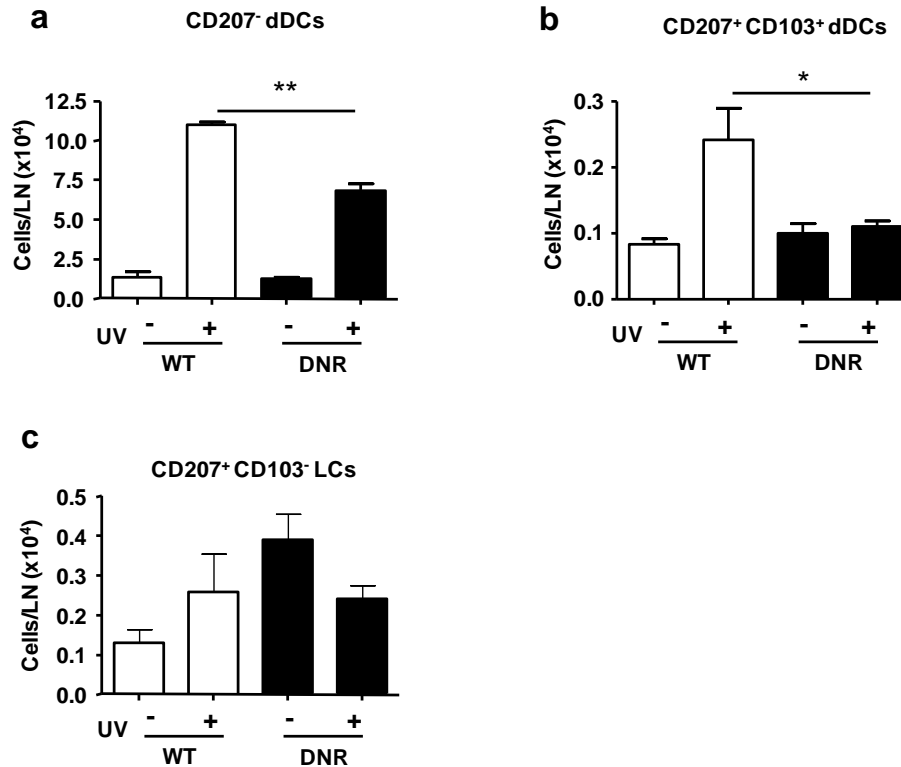 a
CD207⁻ dDCs
Cells/LN (x10⁴)
12.5
10.0
7.5
5.0
2.5
0.0
**
UV - + - +
WT DNR
b
CD207⁺ CD103⁺ dDCs
Cells/LN (x10⁴)
0.3
0.2
0.1
0.0
*
UV - + - +
WT DNR
c
CD207⁺ CD103⁻ LCs
Cells/LN (x10⁴)
0.5
0.4
0.3
0.2
0.1
0.0
UV - + - +
WT DNR